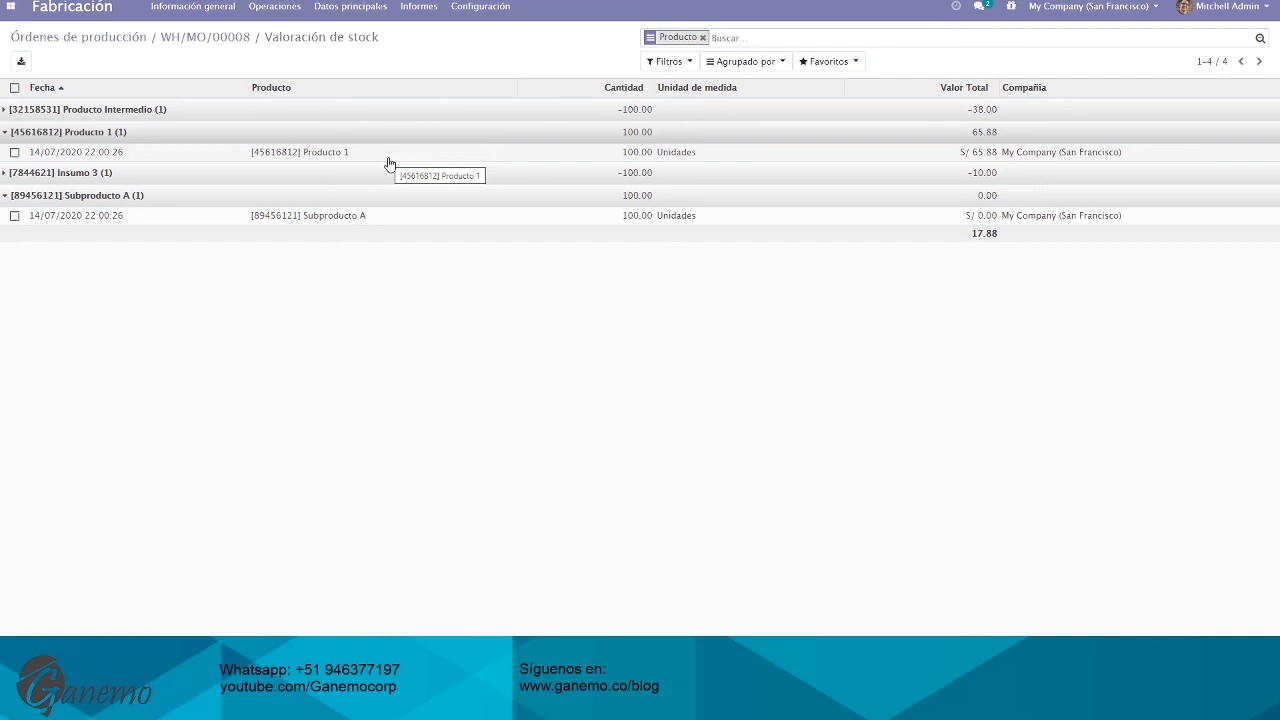 Fabricación Información general Operaciones Datos principales Informes Configuración 2 My Company (San Francisco) Mitchell Admin
Órdenes de producción / WH/MO/00008 / Valoración de stock Producto Buscar...
Filtros Agrupado por Favoritos 1-4 / 4
Fecha Producto Cantidad Unidad de medida Valor Total Compañia
[32158531] Producto Intermedio (1) -100.00 -38.00
[45616812] Producto 1 (1) 100.00 65.88
14/07/2020 22:00:26 [45616812] Producto 1 100.00 Unidades S/ 65.88 My Company (San Francisco)
[45616812] Producto 1
[7844621] Insumo 3 (1) -100.00 -10.00
[89456121] Subproducto A (1) 100.00 0.00
14/07/2020 22:00:26 [89456121] Subproducto A 100.00 Unidades S/ 0.00 My Company (San Francisco)
17.88
Ganemo
Whatsapp: +51 946377197
youtube.com/Ganemocorp
Síguenos en:
www.ganemo.co/blog